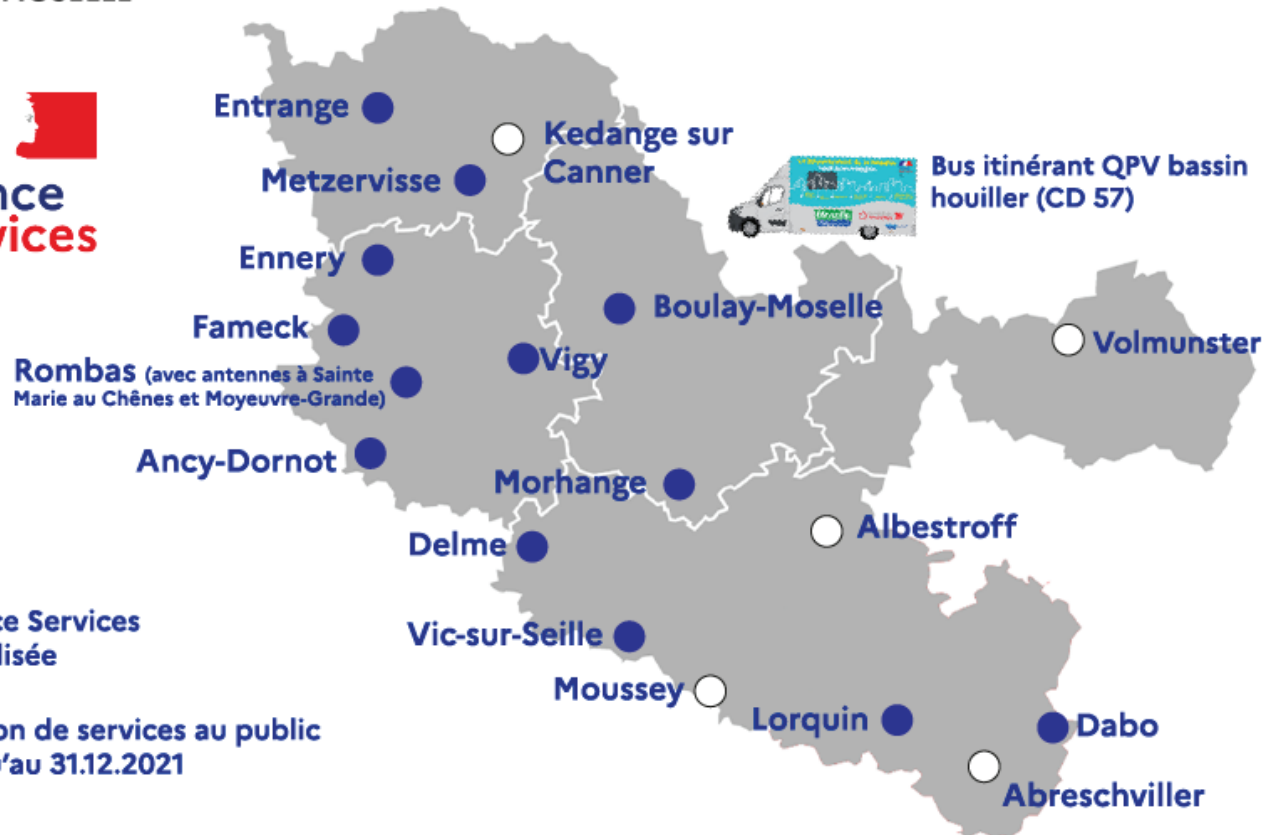 Entrange
Kedange sur
Canner
Metzervisse
Bus itinérant QPV bassin
houiller (CD 57)
nce
vices
Ennery
Boulay-Moselle
Fameck
Volmunster
Vigy
Rombas (avec antennes à Sainte
Marie au Chênes et Moyeuvre-Grande)
Ancy-Dornot
Morhange
Albestroff
Delme
ce Services
lisée
Vic-sur-Seille
Moussey
Lorquin
Dabo
on de services au public
u'au 31.12.2021
Abreschviller